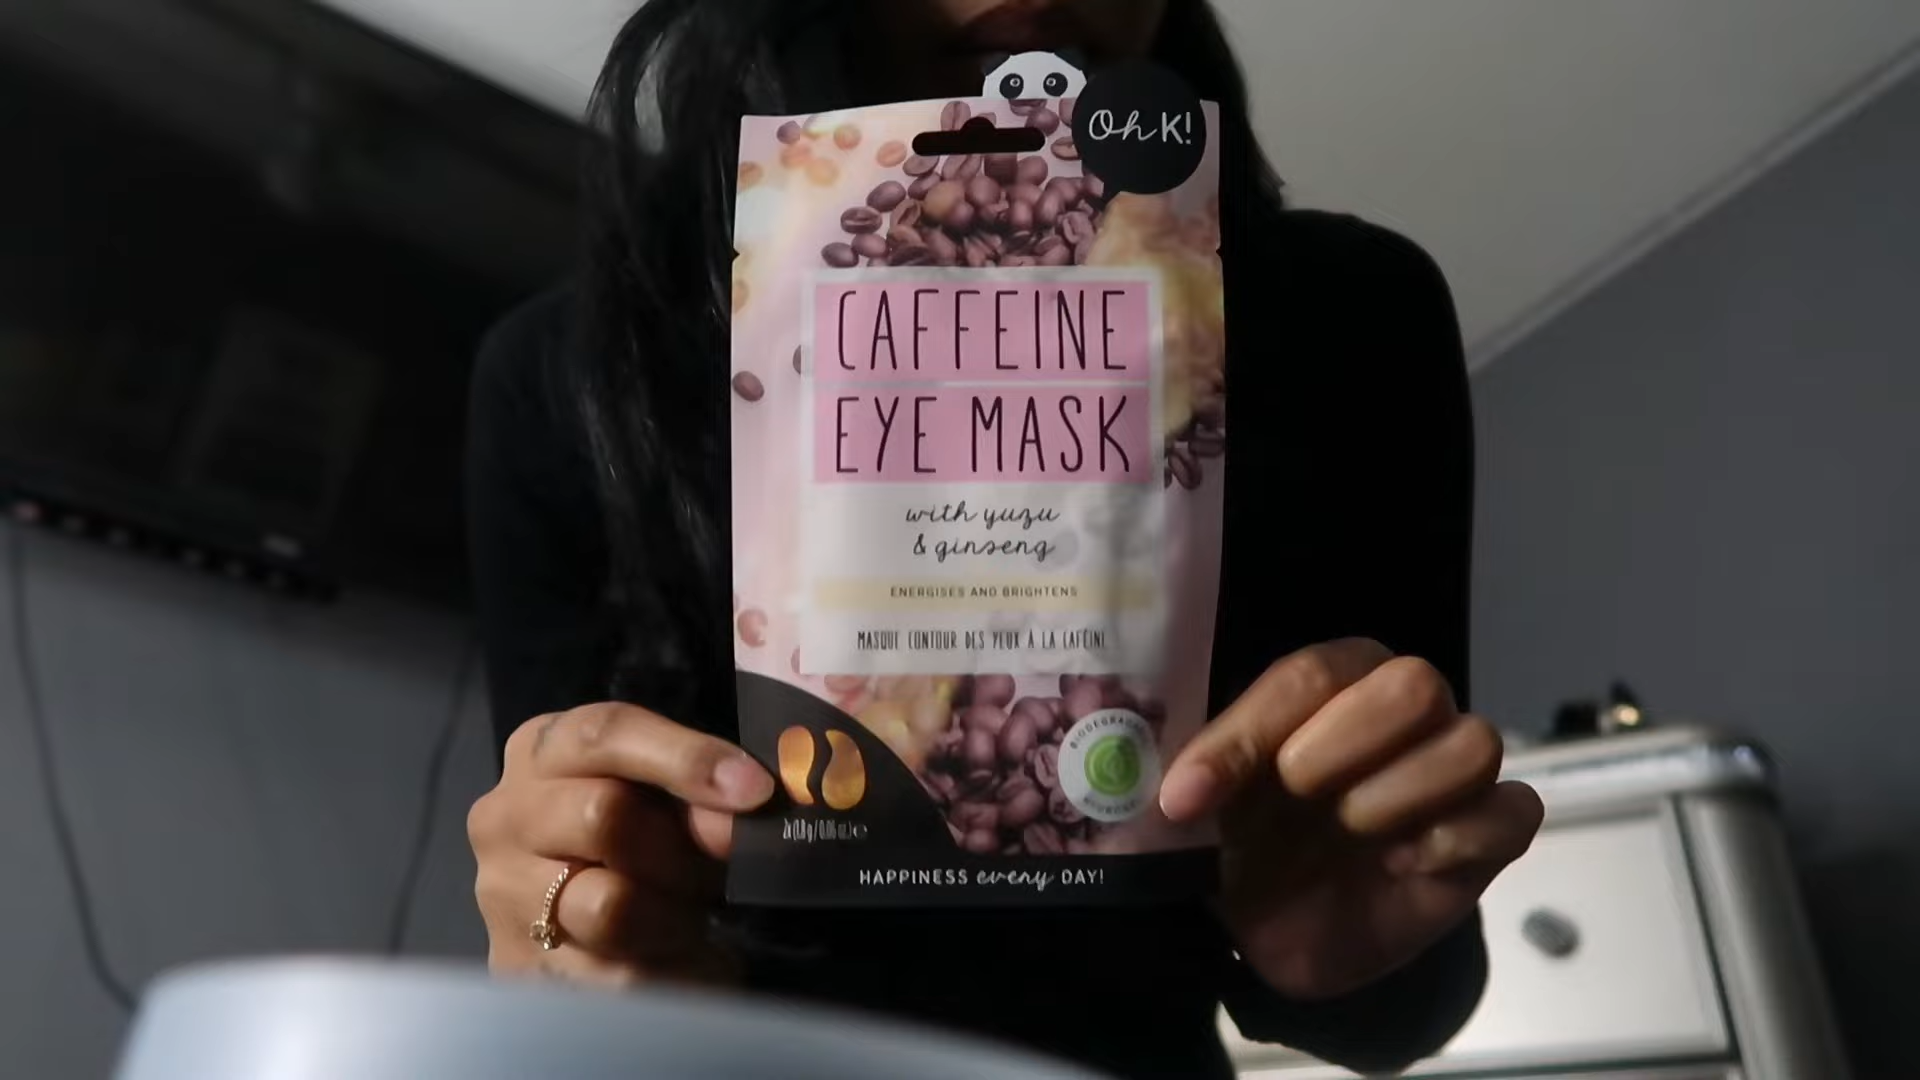 Oh K!
CAFFEINE
EYE MASK
with yuzu
& ginseng
ENERGISES AND BRIGHTENS
MASQUE CONTOUR DES YEUX À LA CAFÉINE
HAPPINESS every DAY!